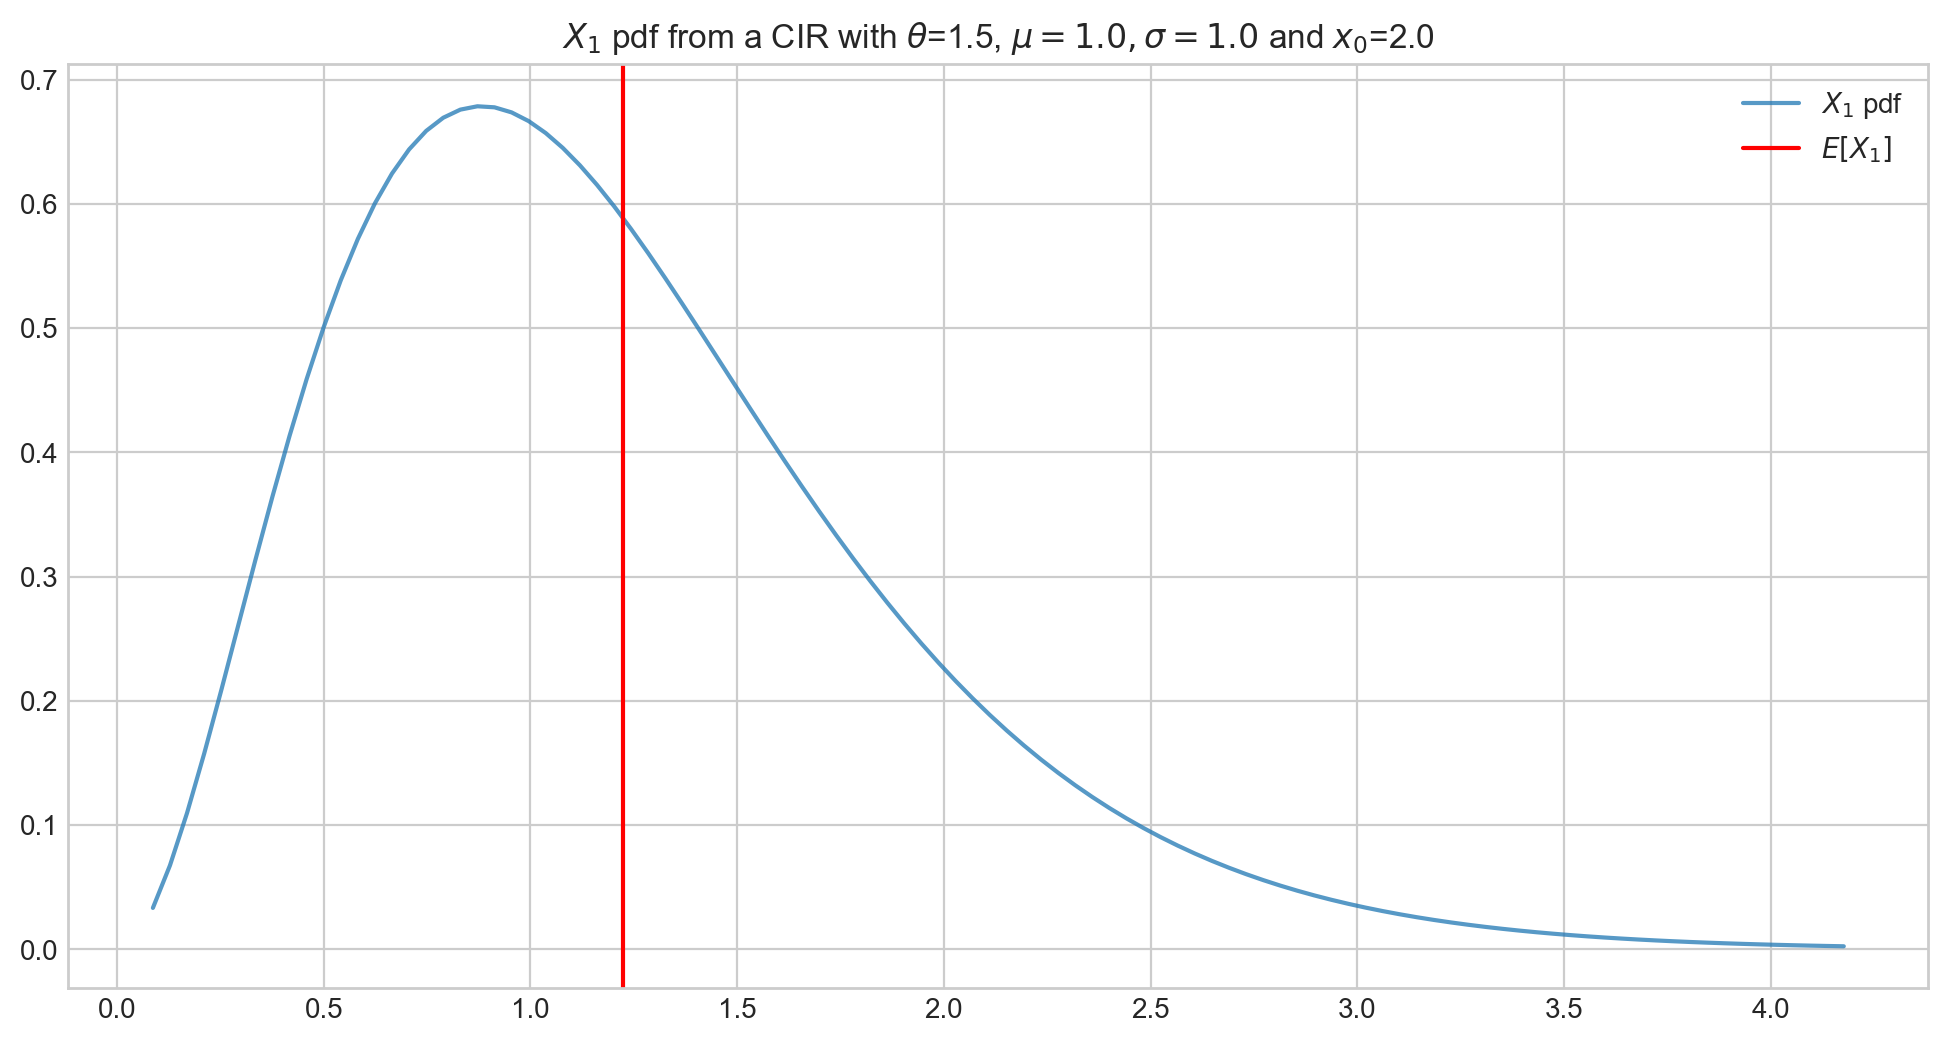 X₁ pdf from a CIR with θ=1.5, μ = 1.0, σ = 1.0 and x₀=2.0
X₁ pdf
E[X₁]
0.7
0.6
0.5
0.4
0.3
0.2
0.1
0.0
0.0 0.5 1.0 1.5 2.0 2.5 3.0 3.5 4.0